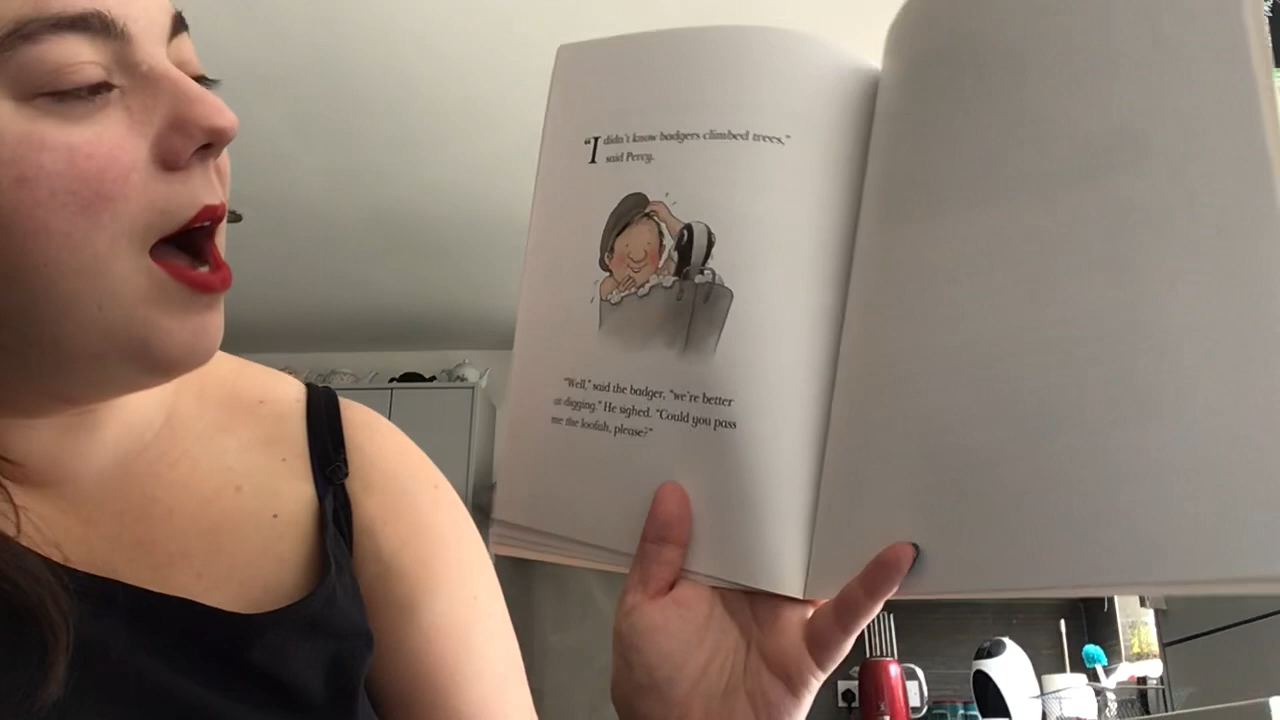 "I didn't know badgers climbed trees,"
said Percy.
"Well," said the badger, "we're better
at digging." He sighed. "Could you pass
me the loofah, please?"